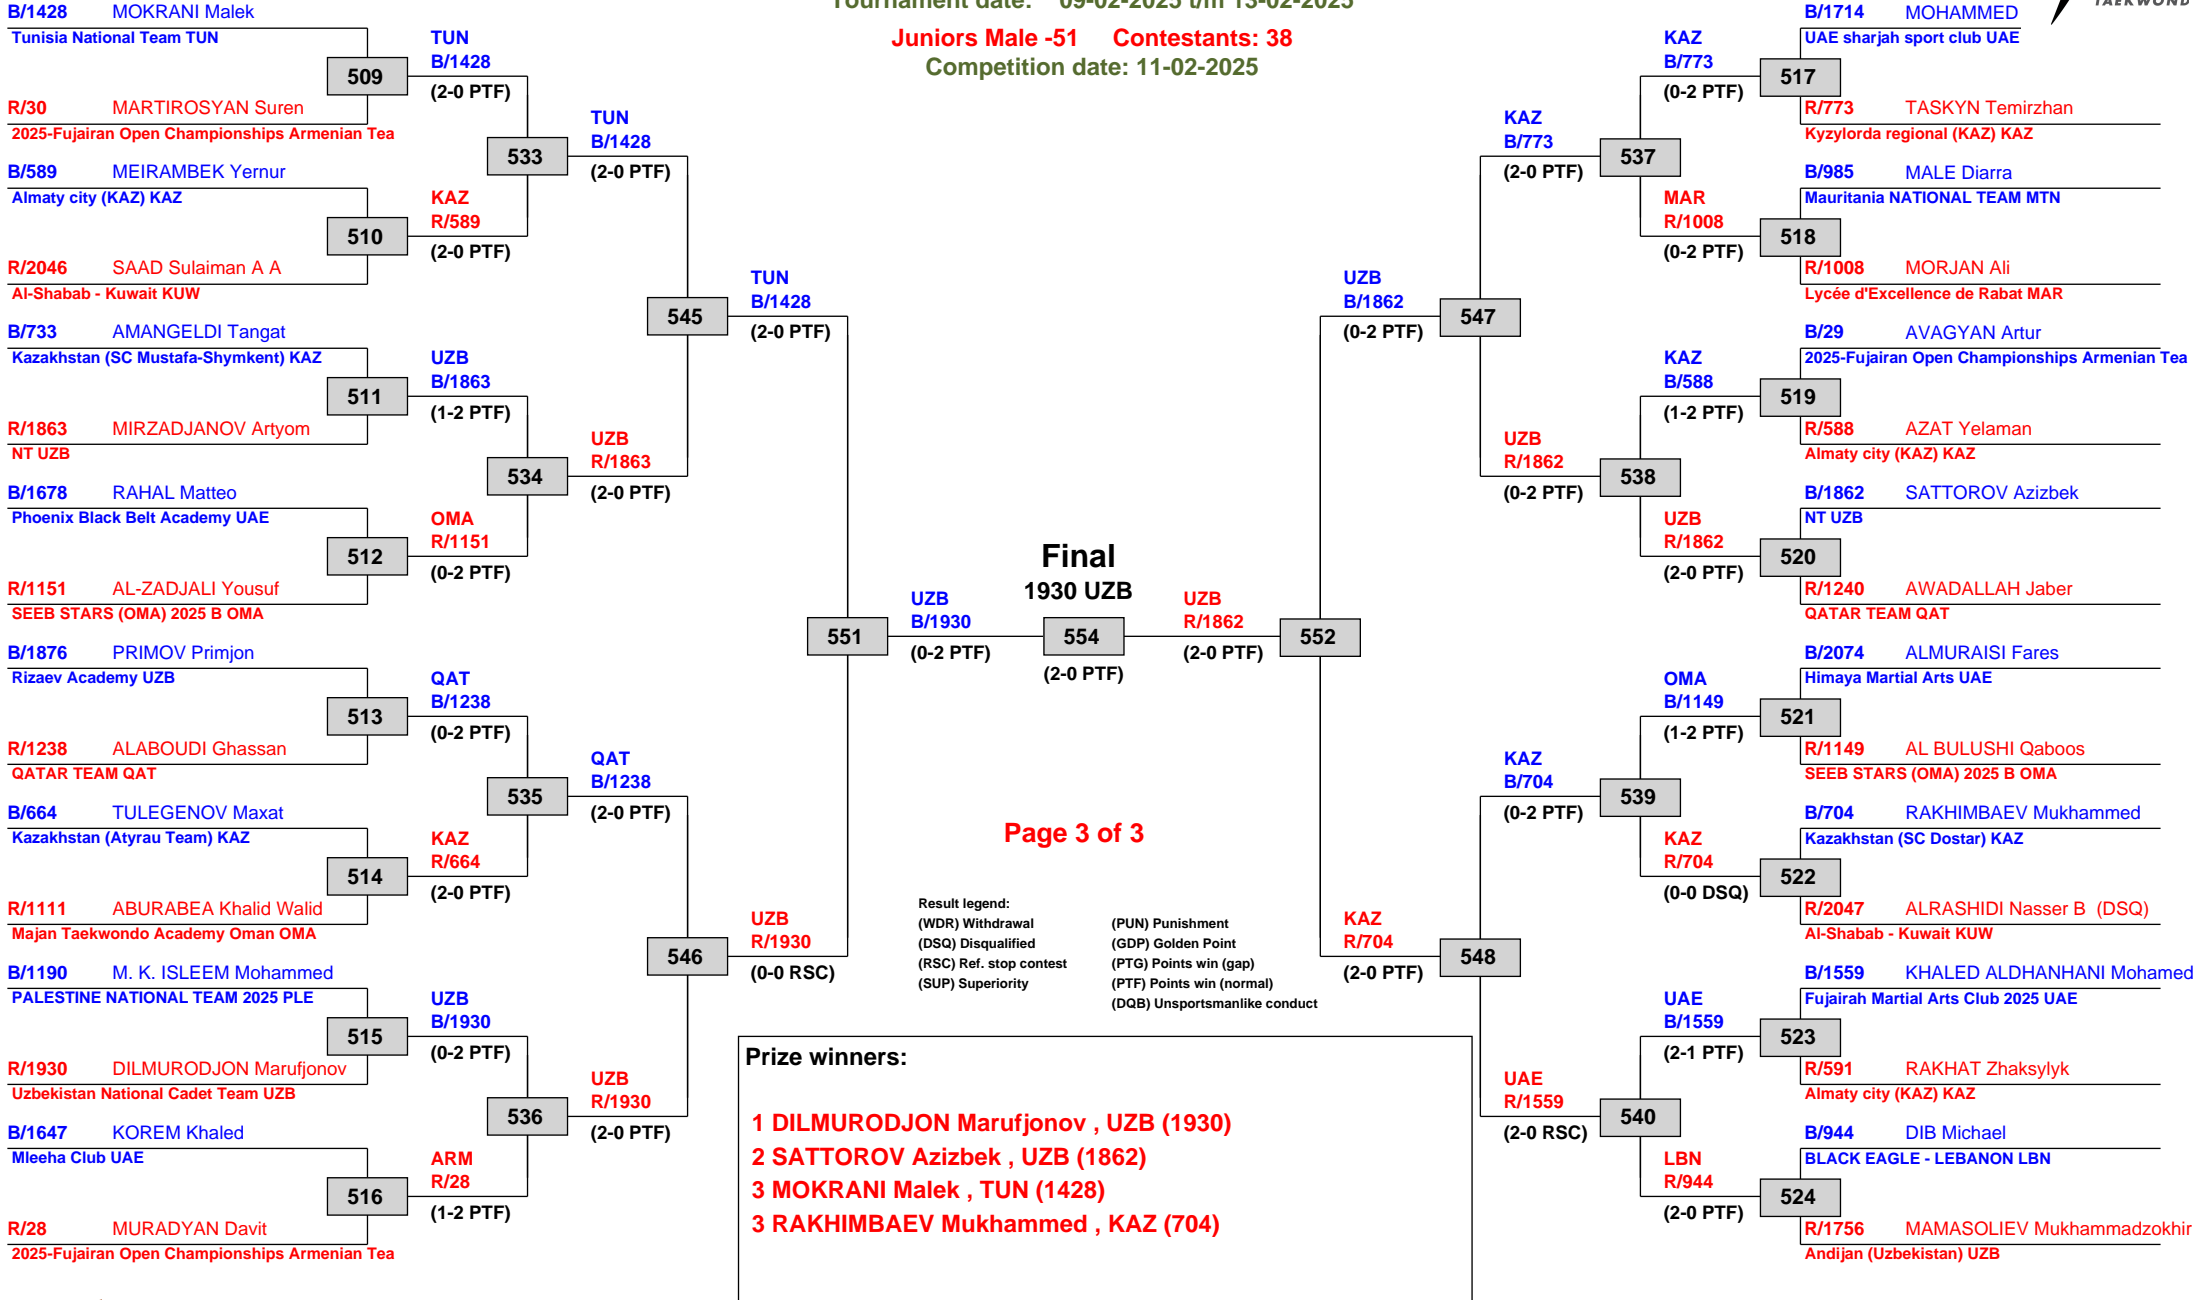 Tournament date: 09-02-2025 t/m 13-02-2025
Juniors Male -51 Contestants: 38
Competition date: 11-02-2025
TAEKWOND
B/1428 MOKRANI Malek
Tunisia National Team TUN
509
R/30 MARTIROSYAN Suren
2025-Fujairan Open Championships Armenian Tea
B/589 MEIRAMBEK Yernur
Almaty city (KAZ) KAZ
510
R/2046 SAAD Sulaiman A A
Al-Shabab - Kuwait KUW
B/733 AMANGELDI Tangat
Kazakhstan (SC Mustafa-Shymkent) KAZ
511
R/1863 MIRZADJANOV Artyom
NT UZB
B/1678 RAHAL Matteo
Phoenix Black Belt Academy UAE
512
R/1151 AL-ZADJALI Yousuf
SEEB STARS (OMA) 2025 B OMA
B/1876 PRIMOV Primjon
Rizaev Academy UZB
513
R/1238 ALABOUDI Ghassan
QATAR TEAM QAT
B/664 TULEGENOV Maxat
Kazakhstan (Atyrau Team) KAZ
514
R/1111 ABURABEA Khalid Walid
Majan Taekwondo Academy Oman OMA
B/1190 M. K. ISLEEM Mohammed
PALESTINE NATIONAL TEAM 2025 PLE
515
R/1930 DILMURODJON Marufjonov
Uzbekistan National Cadet Team UZB
B/1647 KOREM Khaled
Mleeha Club UAE
516
R/28 MURADYAN Davit
2025-Fujairan Open Championships Armenian Tea
TUN
B/1428
(2-0 PTF)
533
KAZ
R/589
(2-0 PTF)
UZB
B/1863
(1-2 PTF)
534
OMA
R/1151
(0-2 PTF)
QAT
B/1238
(0-2 PTF)
535
KAZ
R/664
(2-0 PTF)
UZB
B/1930
(0-2 PTF)
536
ARM
R/28
(1-2 PTF)
TUN
B/1428
(2-0 PTF)
545
UZB
R/1863
(2-0 PTF)
QAT
B/1238
(2-0 PTF)
546
UZB
R/1930
(2-0 PTF)
TUN
B/1428
(2-0 PTF)
551
UZB
R/1930
(0-0 RSC)
UZB
B/1930
(0-2 PTF)
Final
1930 UZB
554
(2-0 PTF)
UZB
R/1862
(2-0 PTF)
552
UZB
B/1862
(0-2 PTF)
547
KAZ
R/704
(2-0 PTF)
548
KAZ
B/773
(2-0 PTF)
537
UZB
R/1862
(0-2 PTF)
538
KAZ
B/704
(0-2 PTF)
539
UAE
R/1559
(2-0 RSC)
540
KAZ
B/773
(0-2 PTF)
MAR
R/1008
(0-2 PTF)
KAZ
B/588
(1-2 PTF)
UZB
R/1862
(2-0 PTF)
OMA
B/1149
(1-2 PTF)
KAZ
R/704
(0-0 DSQ)
UAE
B/1559
(2-1 PTF)
LBN
R/944
(2-0 PTF)
B/1714 MOHAMMED
UAE sharjah sport club UAE
517
R/773 TASKYN Temirzhan
Kyzylorda regional (KAZ) KAZ
B/985 MALE Diarra
Mauritania NATIONAL TEAM MTN
518
R/1008 MORJAN Ali
Lycée d'Excellence de Rabat MAR
B/29 AVAGYAN Artur
2025-Fujairan Open Championships Armenian Tea
519
R/588 AZAT Yelaman
Almaty city (KAZ) KAZ
B/1862 SATTOROV Azizbek
NT UZB
520
R/1240 AWADALLAH Jaber
QATAR TEAM QAT
B/2074 ALMURAISI Fares
Himaya Martial Arts UAE
521
R/1149 AL BULUSHI Qaboos
SEEB STARS (OMA) 2025 B OMA
B/704 RAKHIMBAEV Mukhammed
Kazakhstan (SC Dostar) KAZ
522
R/2047 ALRASHIDI Nasser B (DSQ)
Al-Shabab - Kuwait KUW
B/1559 KHALED ALDHANHANI Mohamed
Fujairah Martial Arts Club 2025 UAE
523
R/591 RAKHAT Zhaksylyk
Almaty city (KAZ) KAZ
B/944 DIB Michael
BLACK EAGLE - LEBANON LBN
524
R/1756 MAMASOLIEV Mukhammadzokhir
Andijan (Uzbekistan) UZB
Page 3 of 3
Result legend:
(WDR) Withdrawal (PUN) Punishment
(DSQ) Disqualified (GDP) Golden Point
(RSC) Ref. stop contest (PTG) Points win (gap)
(SUP) Superiority (PTF) Points win (normal)
(DQB) Unsportsmanlike conduct
Prize winners:
1 DILMURODJON Marufjonov , UZB (1930)
2 SATTOROV Azizbek , UZB (1862)
3 MOKRANI Malek , TUN (1428)
3 RAKHIMBAEV Mukhammed , KAZ (704)